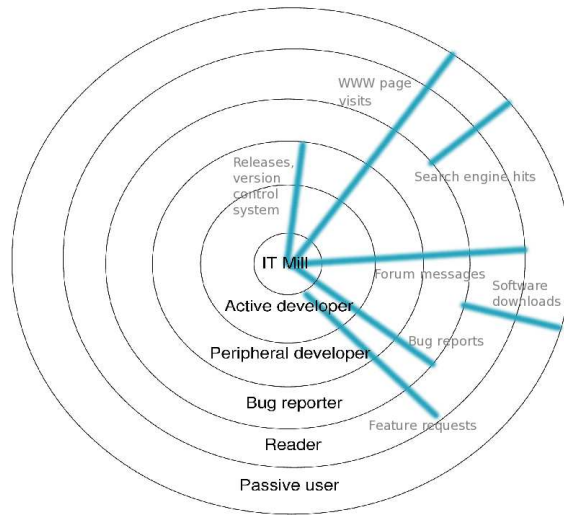 WWW page
visits
Releases,
version
control
system
Search engine hits
IT Mill
Forum messages
Software
downloads
Active developer
Bug reports
Peripheral developer
Bug reporter
Feature requests
Reader
Passive user